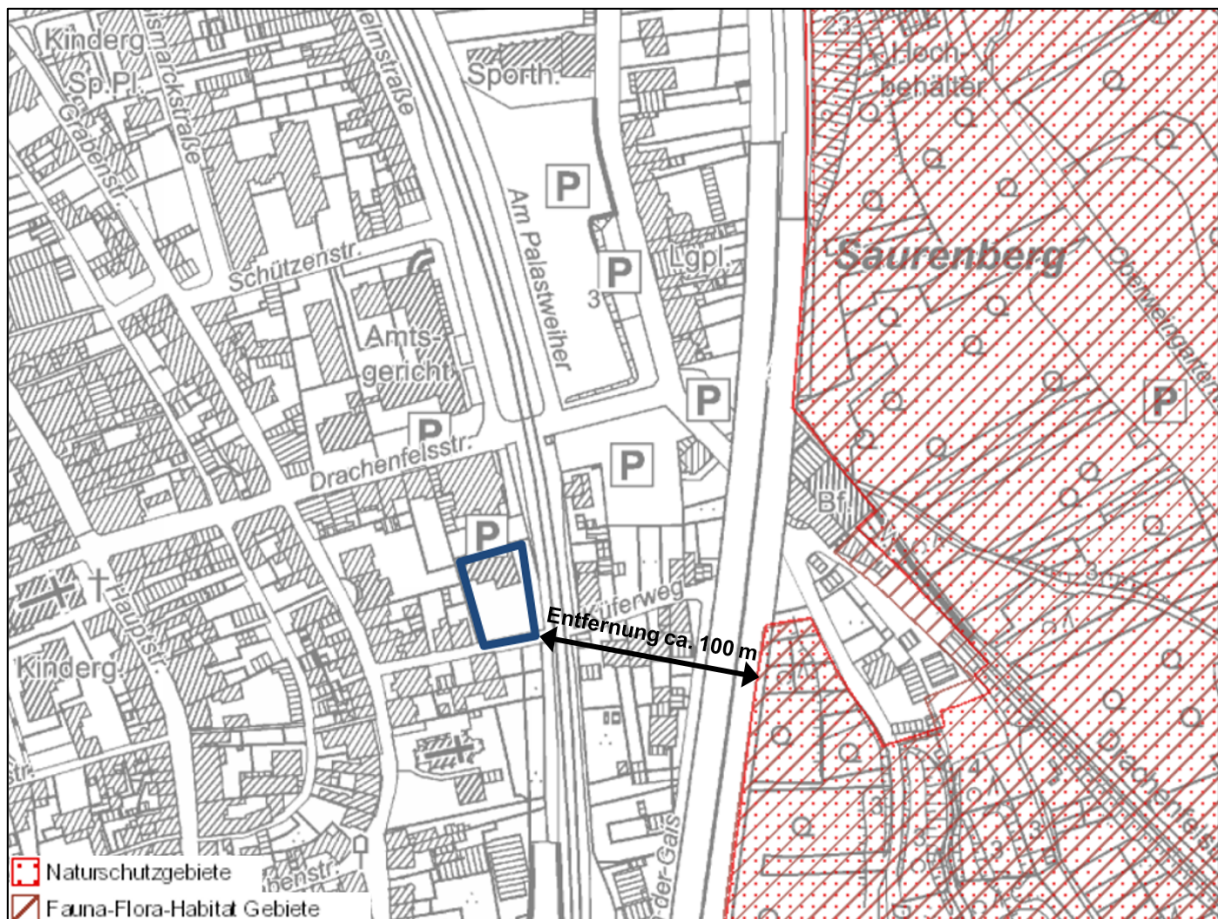 Kinderg.
Sp.Pl.
Grabenstr.
Sporth.
Hoch-
behälter
P
Am Palastweiher
Schützenstr.
P
Lgpl.
3
Saurenberg
Amts-
gericht
P
P
P
Drachenfelsstr.
P
Bf.
P
Entfernung ca. 100 m
Hauptstr.
Kinderg.
Drachenfels
Naturschutzgebiete
Fauna-Flora-Habitat Gebiete